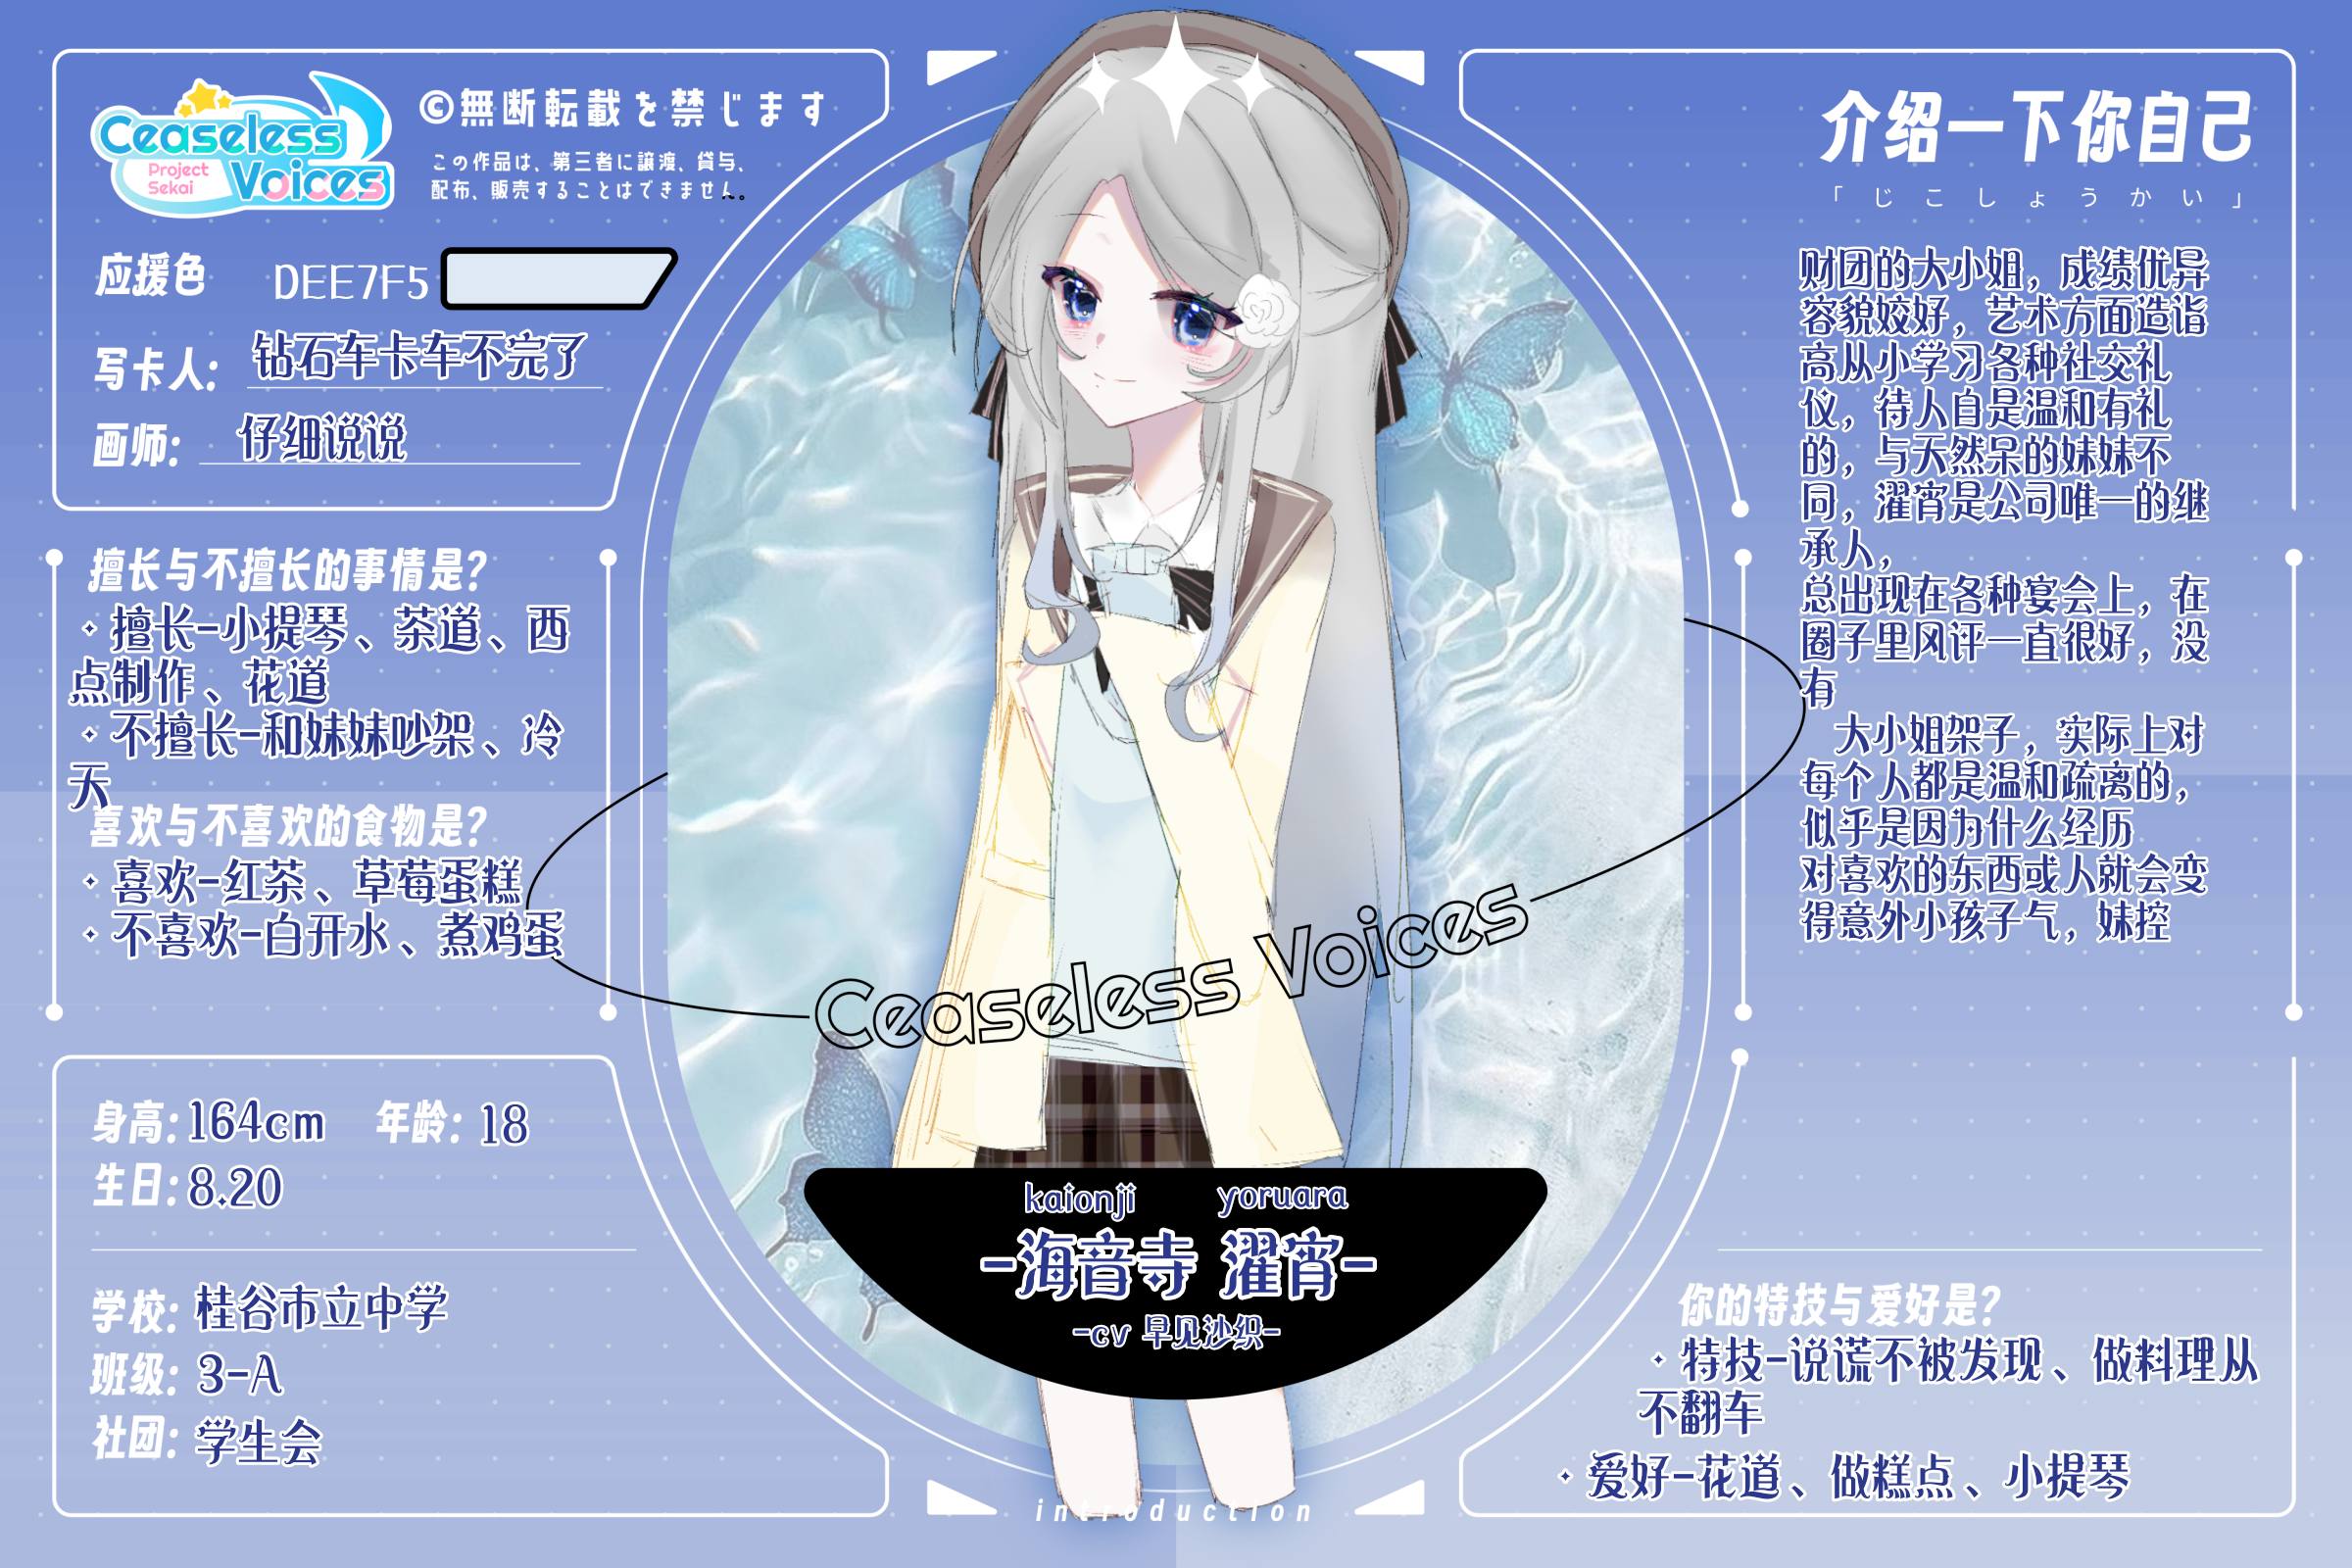 Ceaseless
Project
Sekai
Voices
©無断転載を禁じます
この作品は、第三者に譲渡、貸与、
配布、販売することはできません。
应援色 DEE7F5
写卡人: 钻石车卡车不完了
画师: 仔细说说
擅长与不擅长的事情是?
·擅长-小提琴、茶道、西
点制作、花道
·不擅长-和妹妹吵架、冷
天
喜欢与不喜欢的食物是?
·喜欢-红茶、草莓蛋糕
·不喜欢-白开水、煮鸡蛋
身高: 164cm 年龄: 18
生日: 8.20
学校: 桂谷市立中学
班级: 3-A
社团: 学生会
Ceaseless Voices
kaionji yoruara
-海音寺 濯宵-
-cv 早见沙织-
introduction
介绍一下你自己
「じこしょうかい」
财团的大小姐，成绩优异
容貌姣好，艺术方面造诣
高从小学习各种社交礼
仪，待人自是温和有礼
的，与天然呆的妹妹不
同，濯宵是公司唯一的继
承人，
总出现在各种宴会上，在
圈子里风评一直很好，没
有
大小姐架子，实际上对
每个人都是温和疏离的，
似乎是因为什么经历
对喜欢的东西或人就会变
得意外小孩子气，妹控
你的特技与爱好是?
·特技-说谎不被发现、做料理从
不翻车
·爱好-花道、做糕点、小提琴